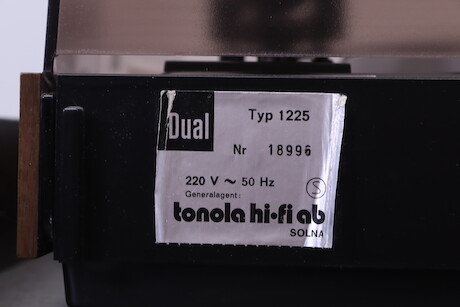 Dual Typ 1225
Nr 18996
220 V ~ 50 Hz
Generalagent: S
tonola hi-fi ab
SOLNA